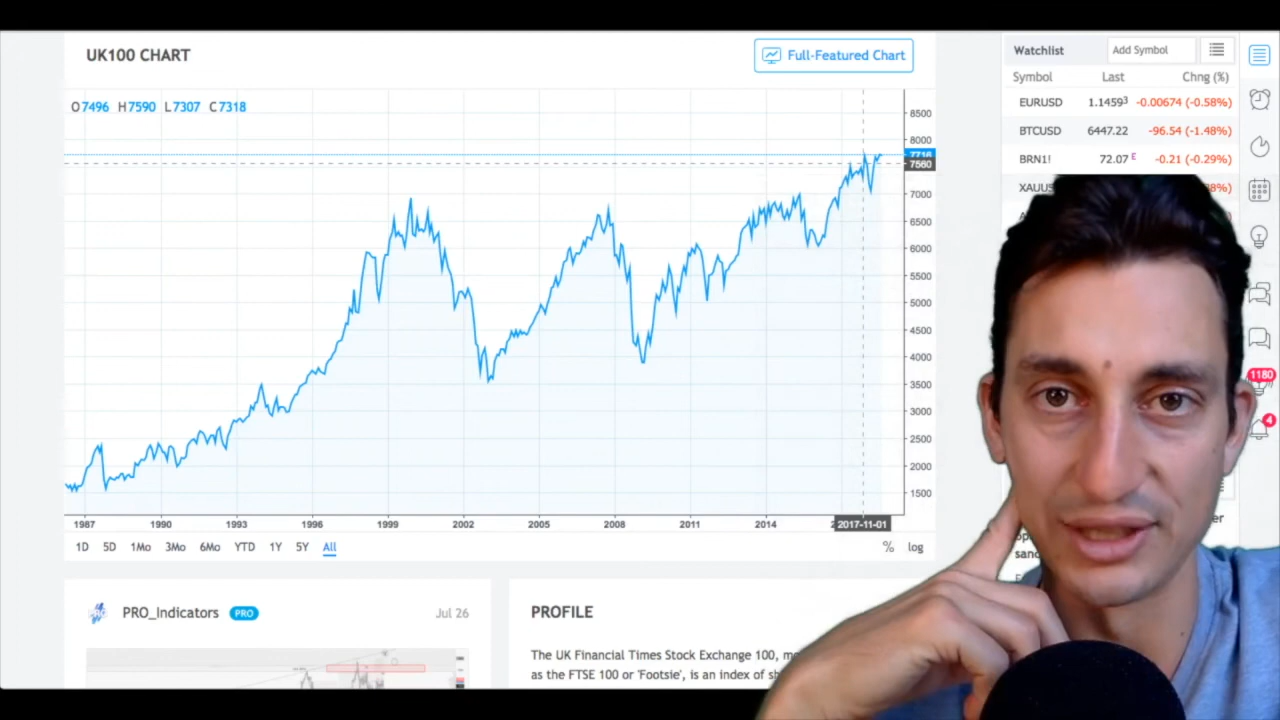 UK100 CHART
Full-Featured Chart
O7496 H7590 L7307 C7318
8500
8000
7716
7560
7000
6500
6000
5500
5000
4500
4000
3500
3000
2500
2000
1500
1987 1990 1993 1996 1999 2002 2005 2008 2011 2014 2017-11-01
1D 5D 1Mo 3Mo 6Mo YTD 1Y 5Y All % log
PRO_Indicators PRO Jul 26
PROFILE
The UK Financial Times Stock Exchange 100,
as the FTSE 100 or 'Footsie', is an index of
Watchlist Add Symbol
Symbol Last Chng (%)
EURUSD 1.1459³ -0.00674 (-0.58%)
BTCUSD 6447.22 -96.54 (-1.48%)
BRN1! 72.07 E -0.21 (-0.29%)
1180
4